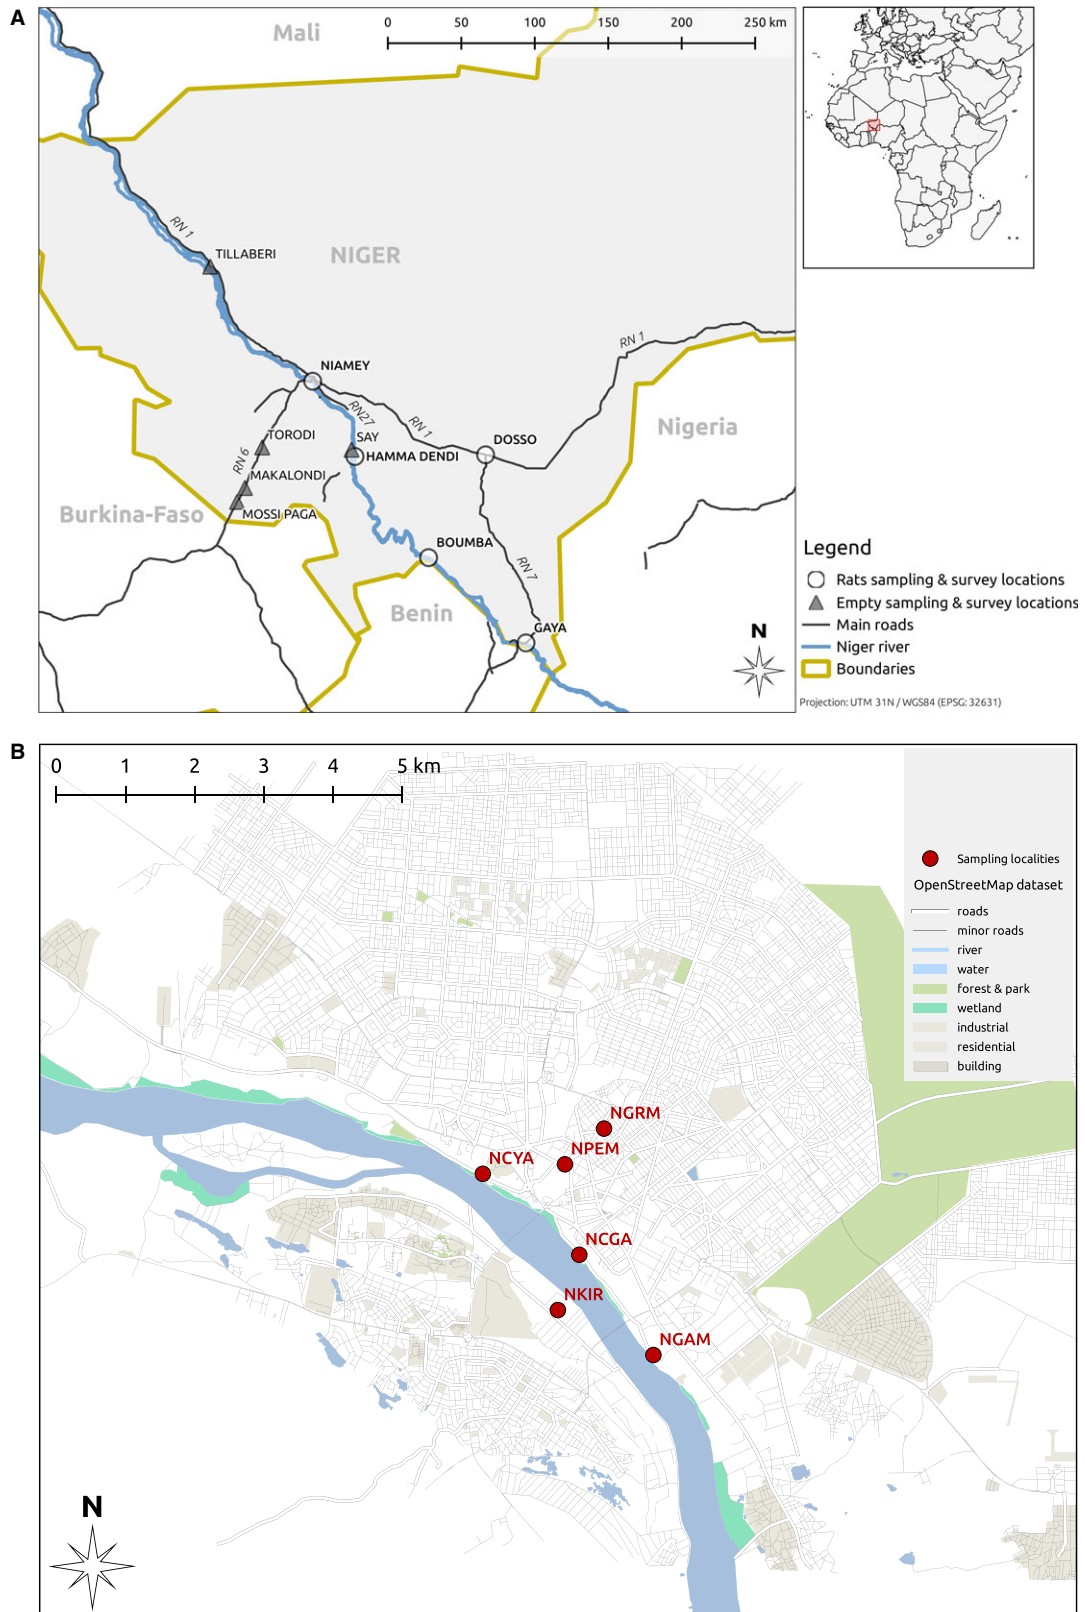 A
Mali
0 50 100 150 200 250 km
RN 1
TILLABERI
NIGER
RN 1
NIAMEY
RN27
RN 1
Nigeria
TORODI
SAY
DOSSO
HAMMA DENDI
RN 6
MAKALONDI
MOSSI PAGA
Burkina-Faso
BOUMBA
RN 7
Benin
GAYA
N
Legend
Rats sampling & survey locations
Empty sampling & survey locations
Main roads
Niger river
Boundaries
Projection: UTM 31N / WGS84 (EPSG: 32631)
B
0 1 2 3 4 5 km
Sampling localities
OpenStreetMap dataset
roads
minor roads
river
water
forest & park
wetland
industrial
residential
building
NGRM
NPEM
NCYA
NCGA
NKIR
NGAM
N